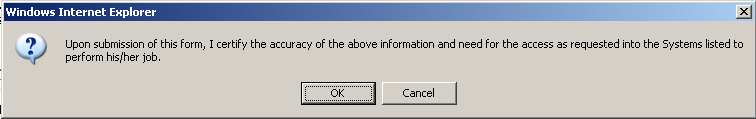 Windows Internet Explorer
Upon submission of this form, I certify the accuracy of the above information and need for the access as requested into the Systems listed to
perform his/her job.
OK
Cancel